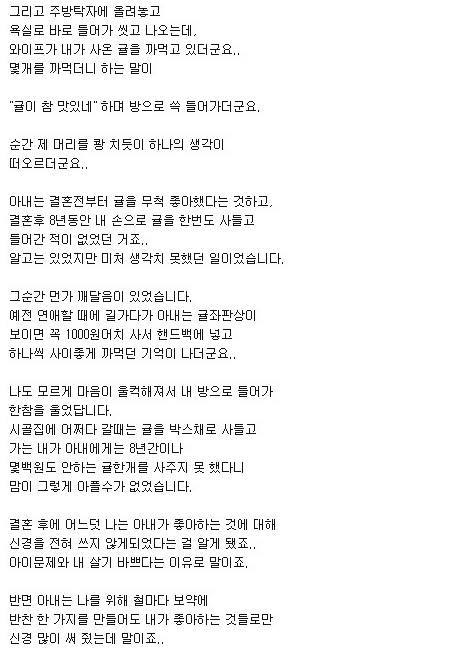 그리고 주방탁자에 올려놓고
욕실로 바로 들어가 씻고 나오는데,
와이프가 내가 사온 귤을 까먹고 있더군요..
몇개를 까먹더니 하는 말이
"귤이 참 맛있네" 하며 방으로 쓱 들어가더군요.
순간 제 머리를 쾅 치듯이 하나의 생각이
떠오르더군요..
아내는 결혼전부터 귤을 무척 좋아했다는 것하고,
결혼후 8년동안 내 손으로 귤을 한번도 사들고
들어간 적이 없었던 거죠..
알고는 있었지만 미처 생각치 못했던 일이었습니다.
그순간 먼가 깨달음이 있었습니다.
예전 연애할 때에 길가다가 아내는 귤좌판상이
보이면 꼭 1000원어치 사서 핸드백에 넣고
하나씩 사이좋게 까먹던 기억이 나더군요..
나도 모르게 마음이 울컥해져서 내 방으로 들어가
한참을 울었답니다.
시골집에 어쩌다 갈때는 귤을 박스채로 사들고
가는 내가 아내에게는 8년간이나
몇백원도 안하는 귤한개를 사주지 못 했다니
맘이 그렇게 아플수가 없었습니다.
결혼 후에 어느덧 나는 아내가 좋아하는 것에 대해
신경을 전혀 쓰지 않게되었다는 걸 알게 됐죠..
아이문제와 내 살기 바쁘다는 이유로 말이죠.
반면 아내는 나를 위해 철마다 보약에
반찬 한 가지를 만들어도 내가 좋아하는 것들로만
신경 많이 써 줬는데 말이죠..